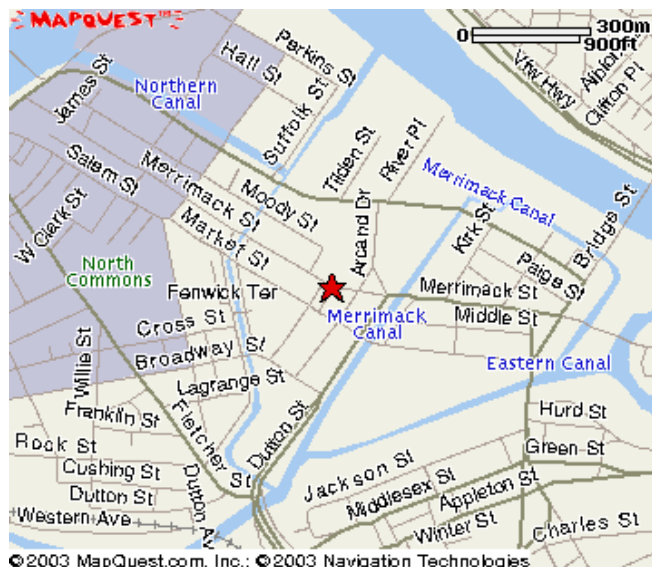 MAPQUEST
0 300m
900ft
Perkins St
Hall St
Vfw Hwy
Albion
Clifton Pl
James St
Northern
Canal
Suffolk St
Salem St
Merrimack St
Moody St
Tilden St
River Pl
Merrimack Canal
Market St
W Clark St
Arcand Dr
Kirk St
Bridge St
North
Commons
Paige St
Fenwick Ter
Merrimack St
Merrimack
Canal
Middle St
Cross St
Broadway St
Willie St
Eastern Canal
Lagrange St
Franklin St
Fletcher St
Dutton St
Hurd St
Rock St
Green St
Cushing St
Jackson St
Dutton St
Dutton Av
Middlesex St
Appleton St
Western Ave
Winter St
Charles St
©2003 MapQuest.com, Inc.; ©2003 Navigation Technologies